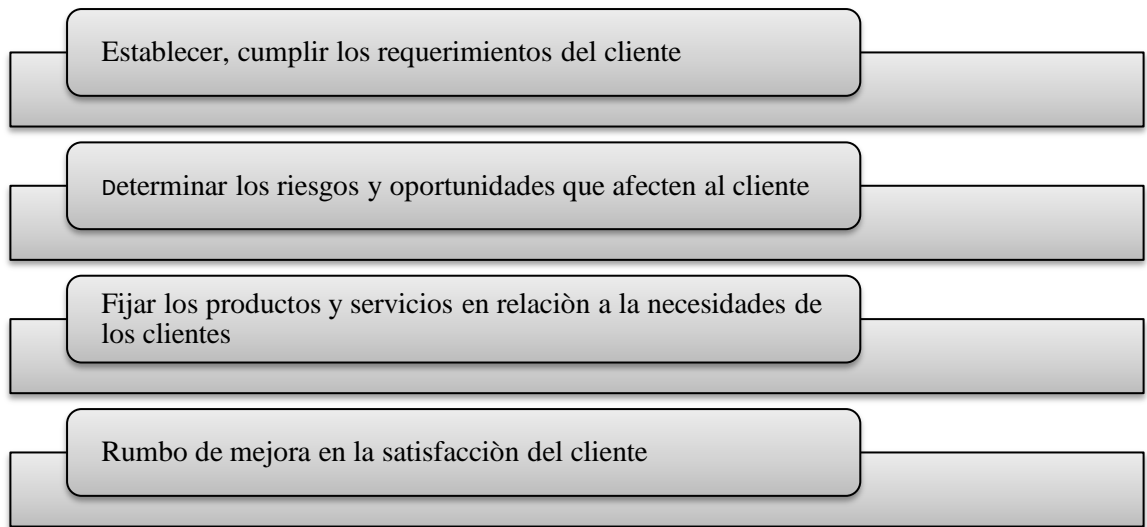 Establecer, cumplir los requerimientos del cliente
Determinar los riesgos y oportunidades que afecten al cliente
Fijar los productos y servicios en relaciòn a la necesidades de
los clientes
Rumbo de mejora en la satisfacciòn del cliente